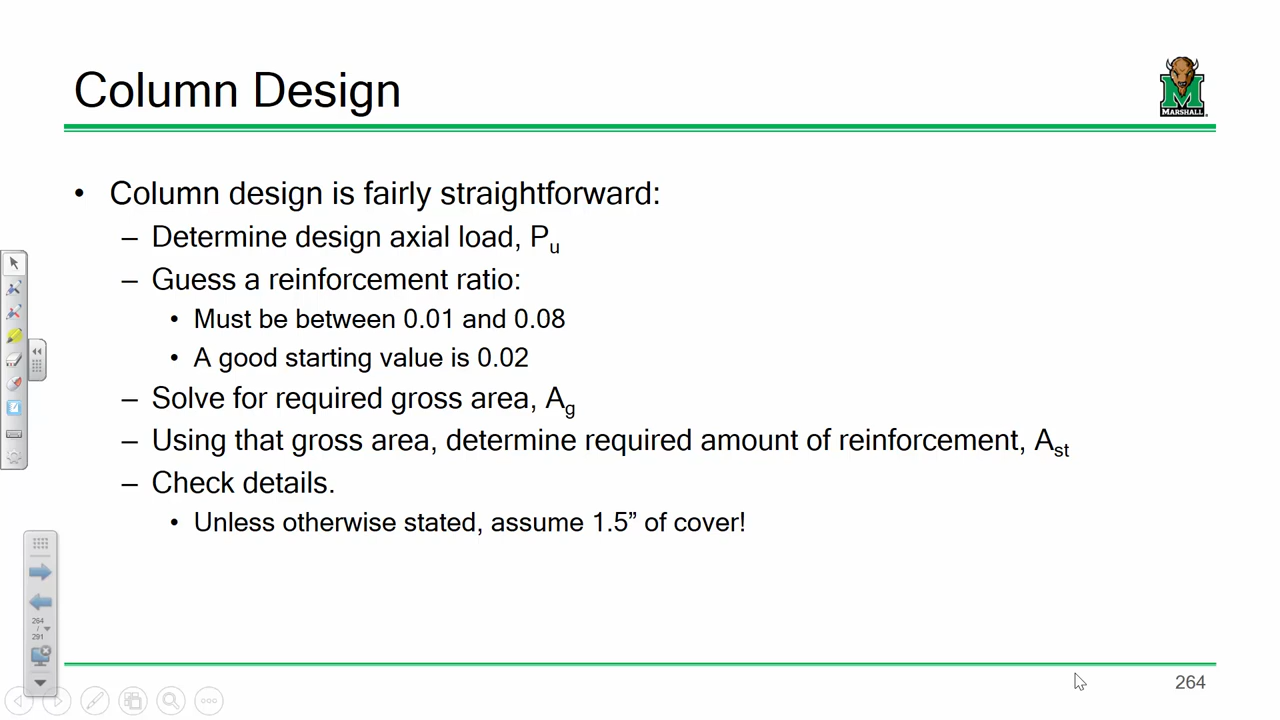 Column Design
MARSHALL
• Column design is fairly straightforward:
– Determine design axial load, Pu
– Guess a reinforcement ratio:
• Must be between 0.01 and 0.08
• A good starting value is 0.02
– Solve for required gross area, Ag
– Using that gross area, determine required amount of reinforcement, Ast
– Check details.
• Unless otherwise stated, assume 1.5” of cover!
264
/
291
264